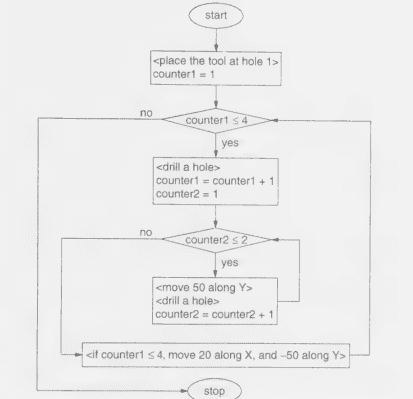 start
<place the tool at hole 1>
counter1 = 1
no
counter1 ≤ 4
yes
<drill a hole>
counter1 = counter1 + 1
counter2 = 1
no
counter2 ≤ 2
yes
<move 50 along Y>
<drill a hole>
counter2 = counter2 + 1
<if counter1 ≤ 4, move 20 along X, and –50 along Y>
stop